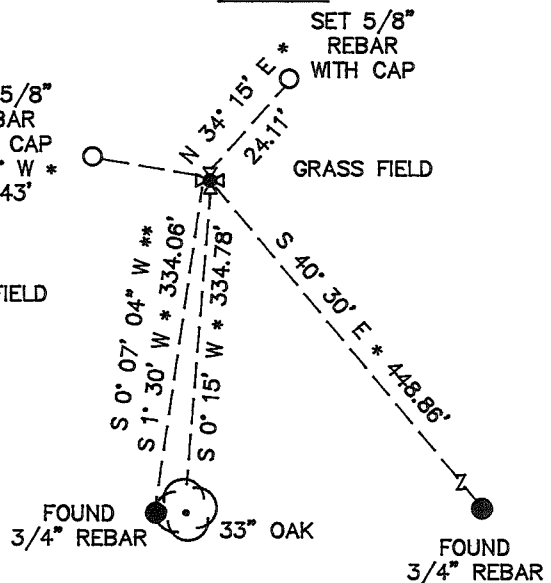 SET 5/8"
REBAR
WITH CAP
N 34° 15' E *
24.11'
5/8"
CAP
W *
43'
GRASS FIELD
FIELD
S 0° 07' 04" W **
S 1° 30' W * 334.06'
S 0° 15' W * 334.78'
S 40° 30' E * 448.86'
FOUND
3/4" REBAR
33" OAK
FOUND
3/4" REBAR